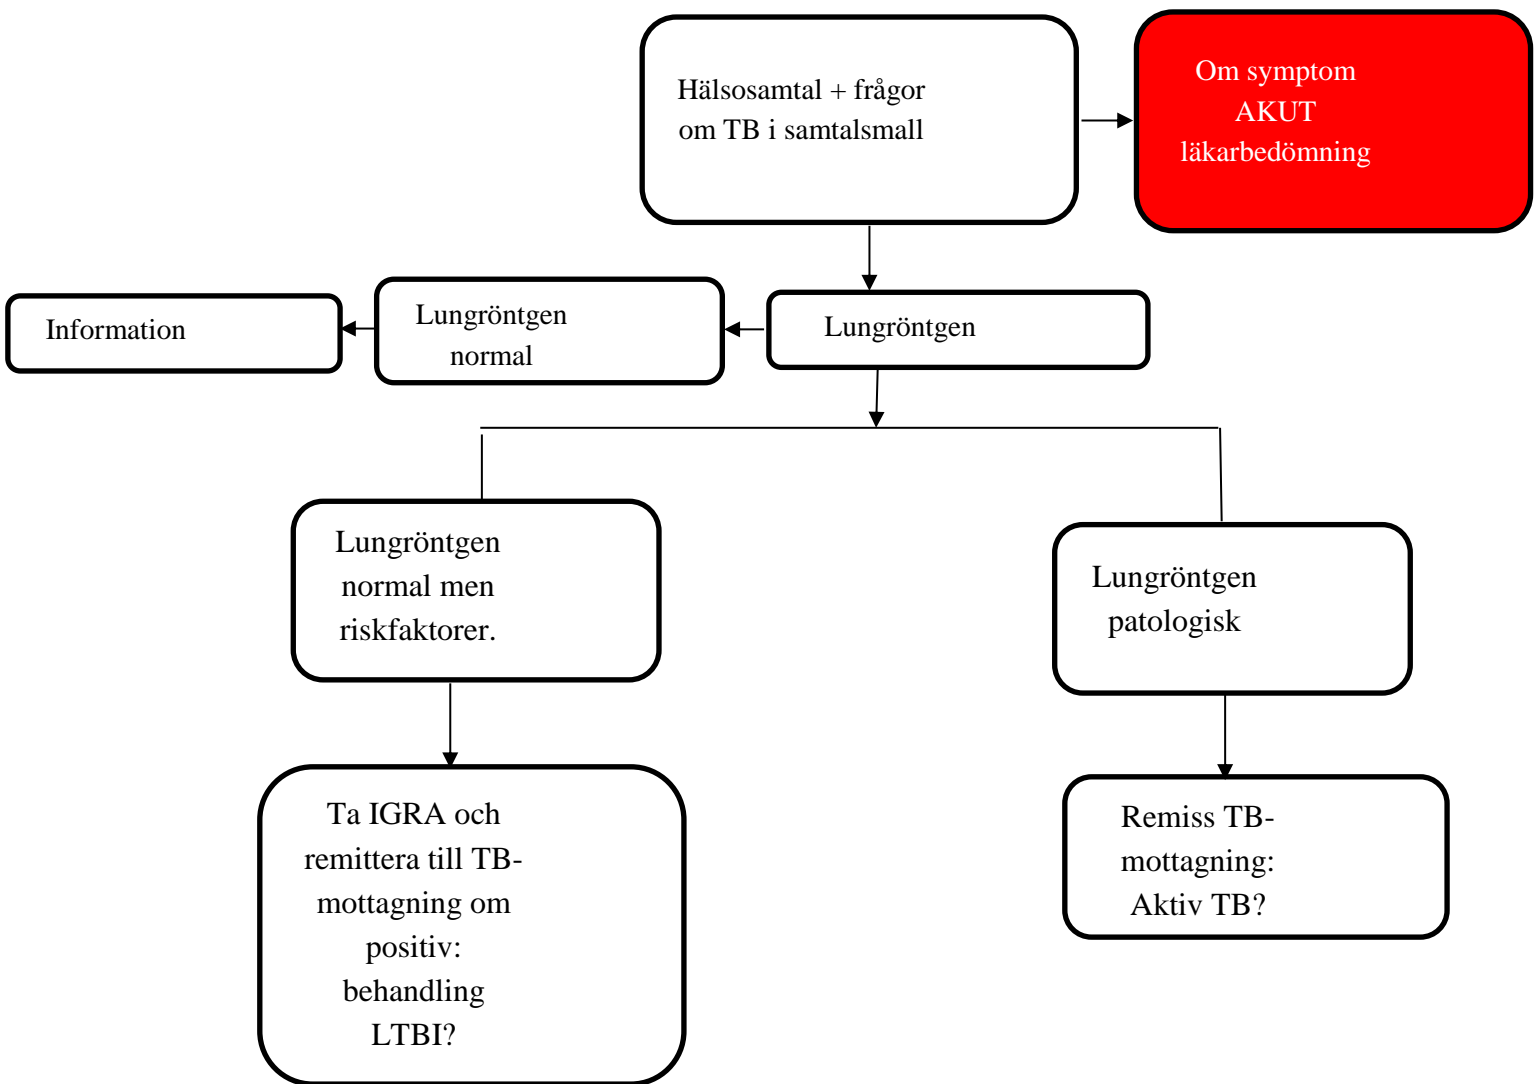 Hälsosamtal + frågor
om TB i samtalsmall
Om symptom
AKUT
läkarbedömning
Information
Lungröntgen
normal
Lungröntgen
Lungröntgen
normal men
riskfaktorer.
Lungröntgen
patologisk
Ta IGRA och
remittera till TB-
mottagning om
positiv:
behandling
LTBI?
Remiss TB-
mottagning:
Aktiv TB?